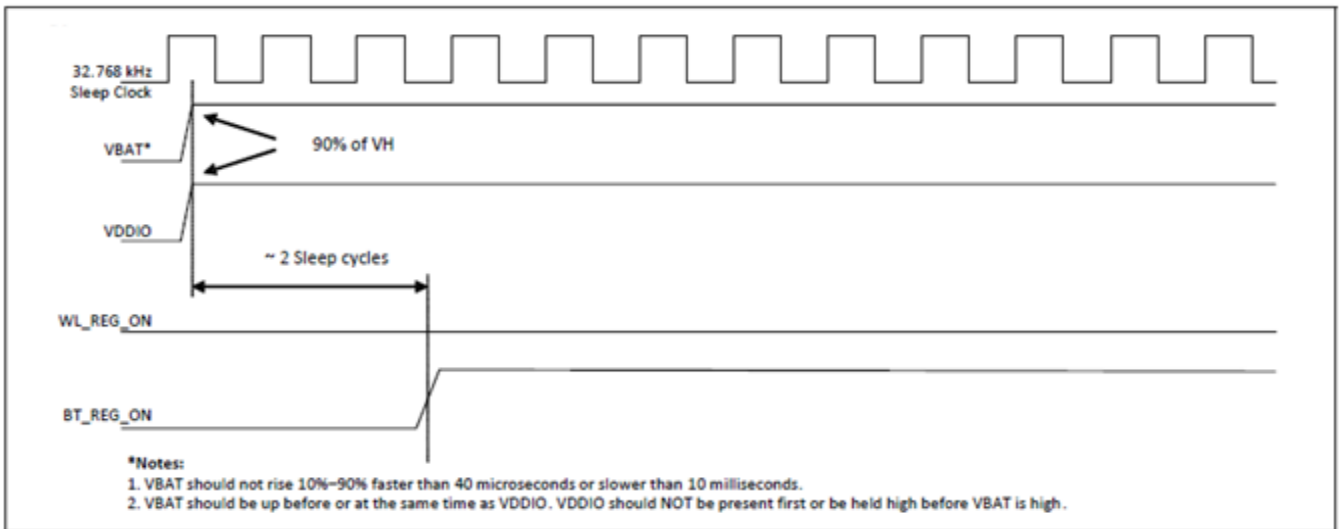 32.768 kHz
Sleep Clock
90% of VH
VBAT*
VDDIO
~ 2 Sleep cycles
WL_REG_ON
BT_REG_ON
*Notes:
1. VBAT should not rise 10%–90% faster than 40 microseconds or slower than 10 milliseconds.
2. VBAT should be up before or at the same time as VDDIO. VDDIO should NOT be present first or be held high before VBAT is high.